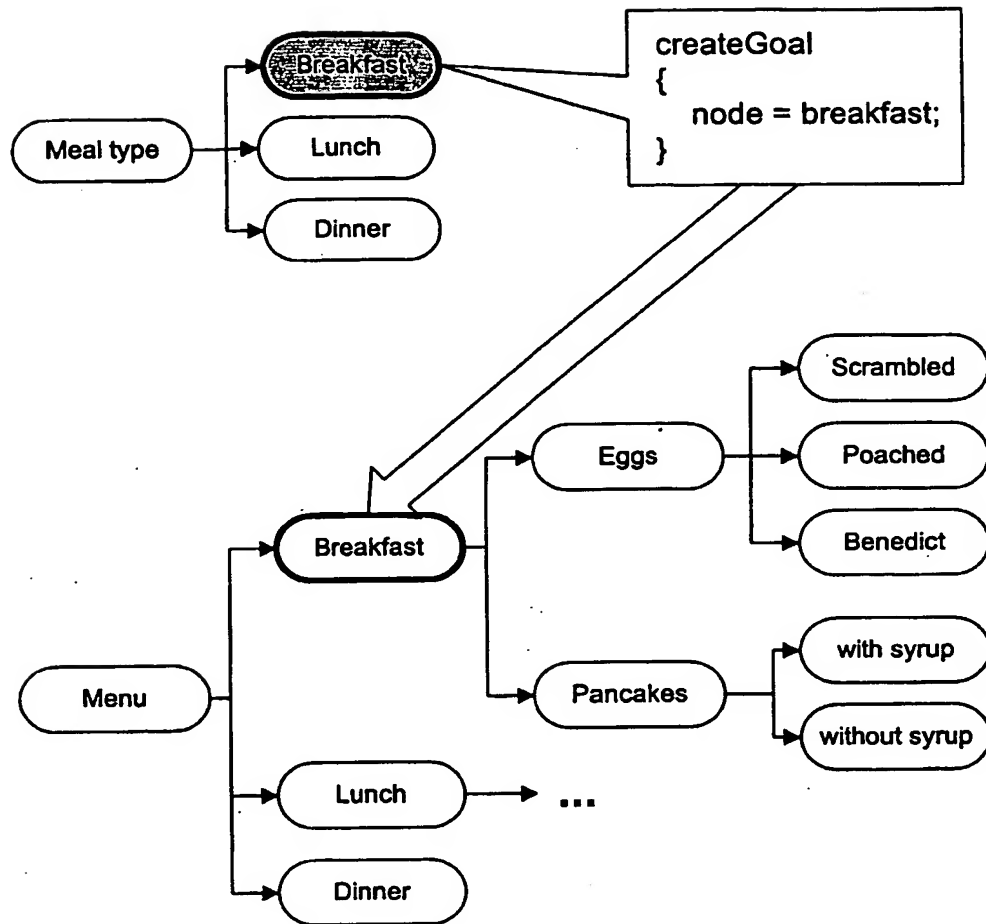 Breakfast
createGoal
{
node = breakfast;
}
Meal type
Lunch
Dinner
Scrambled
Eggs
Poached
Breakfast
Benedict
with syrup
Menu
Pancakes
without syrup
Lunch
...
Dinner